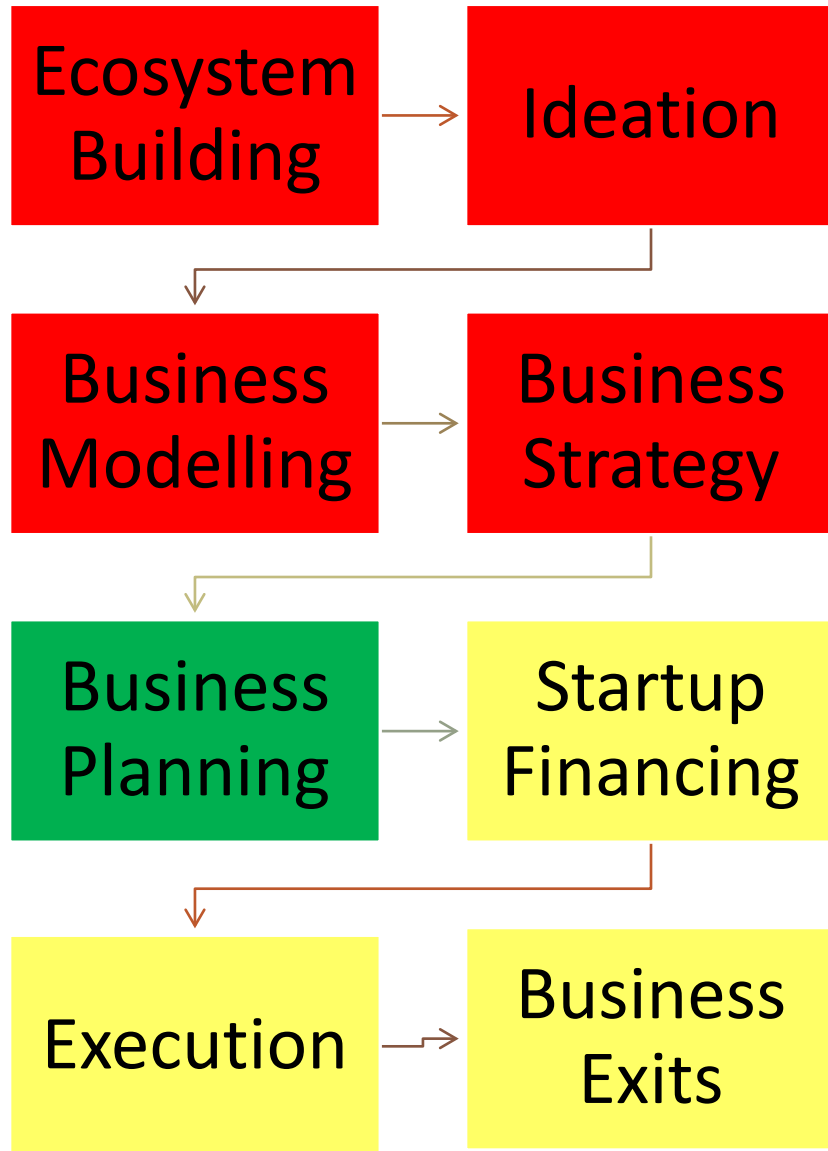 Ecosystem
Building
Ideation
Business
Modelling
Business
Strategy
Business
Planning
Startup
Financing
Execution
Business
Exits